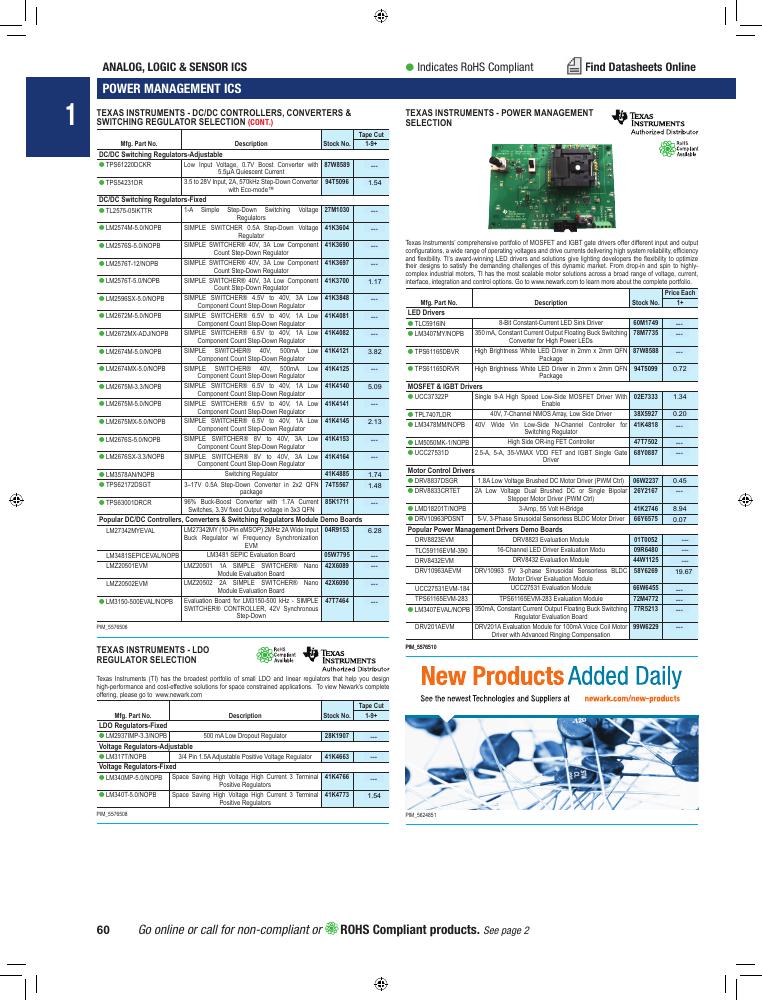 ANALOG, LOGIC & SENSOR ICS
Indicates RoHS Compliant
Find Datasheets Online
1
POWER MANAGEMENT ICS
TEXAS INSTRUMENTS - DC/DC CONTROLLERS, CONVERTERS &
SWITCHING REGULATOR SELECTION (CONT.)
Mfg. Part No. Description Stock No. Tape Cut 1-9+
DC/DC Switching Regulators-Adjustable
TPS61220DCKR Low Input Voltage, 0.7V Boost Converter with 87W8589 ---
5.5µA Quiescent Current
TPS54231DR 3.5 to 28V Input, 2A, 570kHz Step-Down Converter 94T5096 1.54
with Eco-mode™
DC/DC Switching Regulators-Fixed
TL2575-05IKTTR 1-A Simple Step-Down Switching Voltage 27M1030 ---
Regulators
LM2574M-5.0/NOPB SIMPLE SWITCHER 0.5A Step-Down Voltage 41K3604 ---
Regulator
LM2576S-5.0/NOPB SIMPLE SWITCHER® 40V, 3A Low Component 41K3690 ---
Count Step-Down Regulator
LM2576T-12/NOPB SIMPLE SWITCHER® 40V, 3A Low Component 41K3697 ---
Count Step-Down Regulator
LM2576T-5.0/NOPB SIMPLE SWITCHER® 40V, 3A Low Component 41K3700 1.17
Count Step-Down Regulator
LM2596SX-5.0/NOPB SIMPLE SWITCHER® 4.5V to 40V, 3A Low 41K3848 ---
Component Count Step-Down Regulator
LM2672M-5.0/NOPB SIMPLE SWITCHER® 6.5V to 40V, 1A Low 41K4081 ---
Component Count Step-Down Regulator
LM2672MX-ADJ/NOPB SIMPLE SWITCHER® 6.5V to 40V, 1A Low 41K4082 ---
Component Count Step-Down Regulator
LM2674M-5.0/NOPB SIMPLE SWITCHER® 40V, 500mA Low 41K4121 3.82
Component Count Step-Down Regulator
LM2674MX-5.0/NOPB SIMPLE SWITCHER® 40V, 500mA Low 41K4125 ---
Component Count Step-Down Regulator
LM2675M-3.3/NOPB SIMPLE SWITCHER® 6.5V to 40V, 1A Low 41K4140 5.09
Component Count Step-Down Regulator
LM2675M-5.0/NOPB SIMPLE SWITCHER® 6.5V to 40V, 1A Low 41K4141 ---
Component Count Step-Down Regulator
LM2675MX-5.0/NOPB SIMPLE SWITCHER® 6.5V to 40V, 1A Low 41K4145 2.13
Component Count Step-Down Regulator
LM2676S-5.0/NOPB SIMPLE SWITCHER® 8V to 40V, 3A Low 41K4153 ---
Component Count Step-Down Regulator
LM2676SX-3.3/NOPB SIMPLE SWITCHER® 8V to 40V, 3A Low 41K4164 ---
Component Count Step-Down Regulator
LM3578AN/NOPB Switching Regulator 41K4885 1.74
TPS62172DSGT 3–17V 0.5A Step-Down Converter in 2x2 QFN 74T5567 1.48
package
TPS63001DRCR 96% Buck-Boost Converter with 1.7A Current 85K1711 ---
Switches, 3.3V fixed Output voltage in 3x3 QFN
Popular DC/DC Controllers, Converters & Switching Regulators Module Demo Boards
LM27342MYEVAL LM27342MY (10-Pin eMSOP) 2MHz 2A Wide Input 04R9153 6.28
Buck Regulator w/ Frequency Synchronization
EVM
LM3481SEPICEVAL/NOPB LM3481 SEPIC Evaluation Board 05W7795 ---
LMZ20501EVM LMZ20501 1A SIMPLE SWITCHER® Nano 42X6089 ---
Module Evaluation Board
LMZ20502EVM LMZ20502 2A SIMPLE SWITCHER® Nano 42X6090 ---
Module Evaluation Board
LM3150-500EVAL/NOPB Evaluation Board for LM3150-500 kHz - SIMPLE 47T7464 ---
SWITCHER® CONTROLLER, 42V Synchronous
Step-Down
PIM_5576506
TEXAS INSTRUMENTS - LDO
REGULATOR SELECTION
RoHS Compliant Available
TEXAS INSTRUMENTS
Authorized Distributor
Texas Instruments (TI) has the broadest portfolio of small LDO and linear regulators that help you design
high-performance and cost-effective solutions for space constrained applications. To view Newark's complete
offering, please go to www.newark.com
Mfg. Part No. Description Stock No. Tape Cut 1-9+
LDO Regulators-Fixed
LM2937IMP-3.3/NOPB 500 mA Low Dropout Regulator 28K1907 ---
Voltage Regulators-Adjustable
LM317T/NOPB 3/4 Pin 1.5A Adjustable Positive Voltage Regulator 41K4663 ---
Voltage Regulators-Fixed
LM340MP-5.0/NOPB Space Saving High Voltage High Current 3 Terminal 41K4766 ---
Positive Regulators
LM340T-5.0/NOPB Space Saving High Voltage High Current 3 Terminal 41K4773 1.54
Positive Regulators
PIM_5576508
TEXAS INSTRUMENTS - POWER MANAGEMENT
SELECTION
TEXAS INSTRUMENTS
Authorized Distributor
RoHS Compliant Available
Texas Instruments' comprehensive portfolio of MOSFET and IGBT gate drivers offer different input and output
configurations, a wide range of operating voltages and drive currents delivering high system reliability, efficiency
and flexibility. TI's award-winning LED drivers and solutions give lighting developers the flexibility to optimize
their designs to satisfy the demanding challenges of this dynamic market. From drop-in and spin to highly-
complex industrial motors, TI has the most scalable motor solutions across a broad range of voltage, current,
interface, integration and control options. Go to www.newark.com to learn more about the complete portfolio.
Mfg. Part No. Description Stock No. Price Each 1+
LED Drivers
TLC5916IN 8-Bit Constant-Current LED Sink Driver 60M1749 ---
LM3407MY/NOPB 350 mA, Constant Current Output Floating Buck Switching 78M7735 ---
Converter for High Power LEDs
TPS61165DBVR High Brightness White LED Driver in 2mm x 2mm QFN 87W8588 ---
Package
TPS61165DRVR High Brightness White LED Driver in 2mm x 2mm QFN 94T5099 0.72
Package
MOSFET & IGBT Drivers
UCC37322P Single 9-A High Speed Low-Side MOSFET Driver With 02E7333 1.34
Enable
TPL7407LDR 40V, 7-Channel NMOS Array, Low Side Driver 38X5927 0.20
LM3478MM/NOPB 40V Wide Vin Low-Side N-Channel Controller for 41K4818 ---
Switching Regulator
LM5050MK-1/NOPB High Side OR-ing FET Controller 47T7502 ---
UCC27531D 2.5-A, 5-A, 35-VMAX VDD FET and IGBT Single Gate 68Y0687 ---
Driver
Motor Control Drivers
DRV8837DSGR 1.8A Low Voltage Brushed DC Motor Driver (PWM Ctrl) 06W2237 0.45
DRV8833CRTET 2A Low Voltage Dual Brushed DC or Single Bipolar 26Y2167 ---
Stepper Motor Driver (PWM Ctrl)
LMD18201T/NOPB 3-Amp, 55 Volt H-Bridge 41K2746 8.94
DRV10963PDSNT 5-V, 3-Phase Sinusoidal Sensorless BLDC Motor Driver 66Y6575 0.07
Popular Power Management Drivers Demo Boards
DRV8823EVM DRV8823 Evaluation Module 01T0052 ---
TLC59116EVM-390 16-Channel LED Driver Evaluation Modu 09R6480 ---
DRV8432EVM DRV8432 Evaluation Module 44W1125 ---
DRV10963AEVM DRV10963 5V 3-phase Sinusoidal Sensorless BLDC 58Y6269 19.67
Motor Driver Evaluation Module
UCC27531EVM-184 UCC27531 Evaluation Module 66W6455 ---
TPS61165EVM-283 TPS61165EVM-283 Evaluation Module 72M4772 ---
LM3407EVAL/NOPB 350mA, Constant Current Output Floating Buck Switching 77R5213 ---
Regulator Evaluation Board
DRV201AEVM DRV201A Evaluation Module for 100mA Voice Coil Motor 99W6229 ---
Driver with Advanced Ringing Compensation
PIM_5576510
New Products Added Daily
See the newest Technologies and Suppliers at newark.com/new-products
PIM_5624851
60 Go online or call for non-compliant or ROHS Compliant products. See page 2